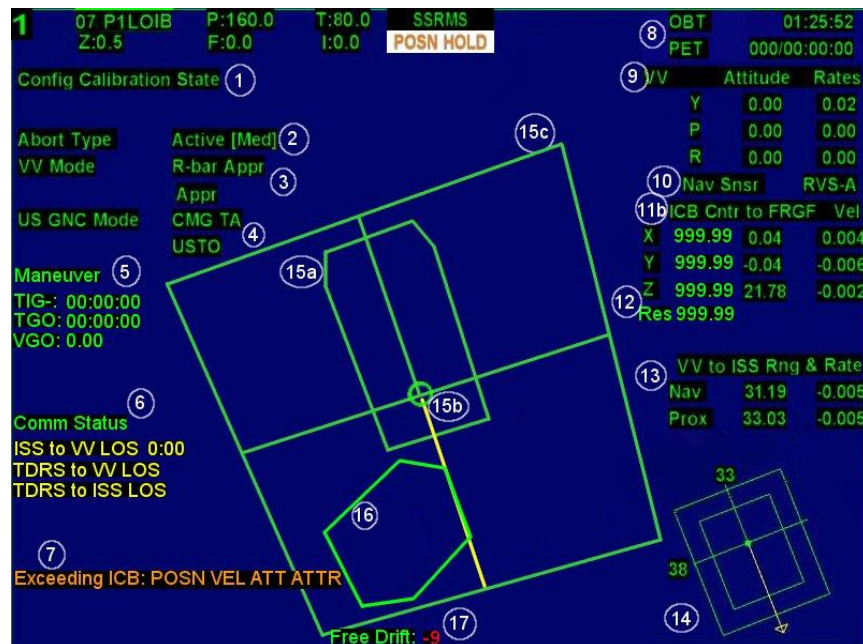 1 07 P1LOIB P:160.0 T:80.0 SSRMS
Z:0.5 F:0.0 I:0.0 POSN HOLD
8 OBT 01:25:52
PET 000/00:00:00
Config Calibration State 1
9 VV Attitude Rates
Y 0.00 0.02
P 0.00 0.00
R 0.00 0.00
Abort Type Active [Med] 2
VV Mode R-bar Appr
3
Appr
US GNC Mode CMG TA
4
USTO
15c
10 Nav Snsr RVS-A
11b ICB Cntr to FRGF Vel
X 999.99 0.04 0.004
Y 999.99 -0.04 -0.006
Z 999.99 21.78 -0.002
12
Res 999.99
15a
Maneuver 5
TIG-: 00:00:00
TGO: 00:00:00
VGO: 0.00
13 VV to ISS Rng & Rate
Nav 31.19 -0.005
Prox 33.03 -0.005
15b
6
Comm Status
ISS to VV LOS 0:00
TDRS to VV LOS
TDRS to ISS LOS
16
33
38
14
7
Exceeding ICB: POSN VEL ATT ATTR
17
Free Drift: -9